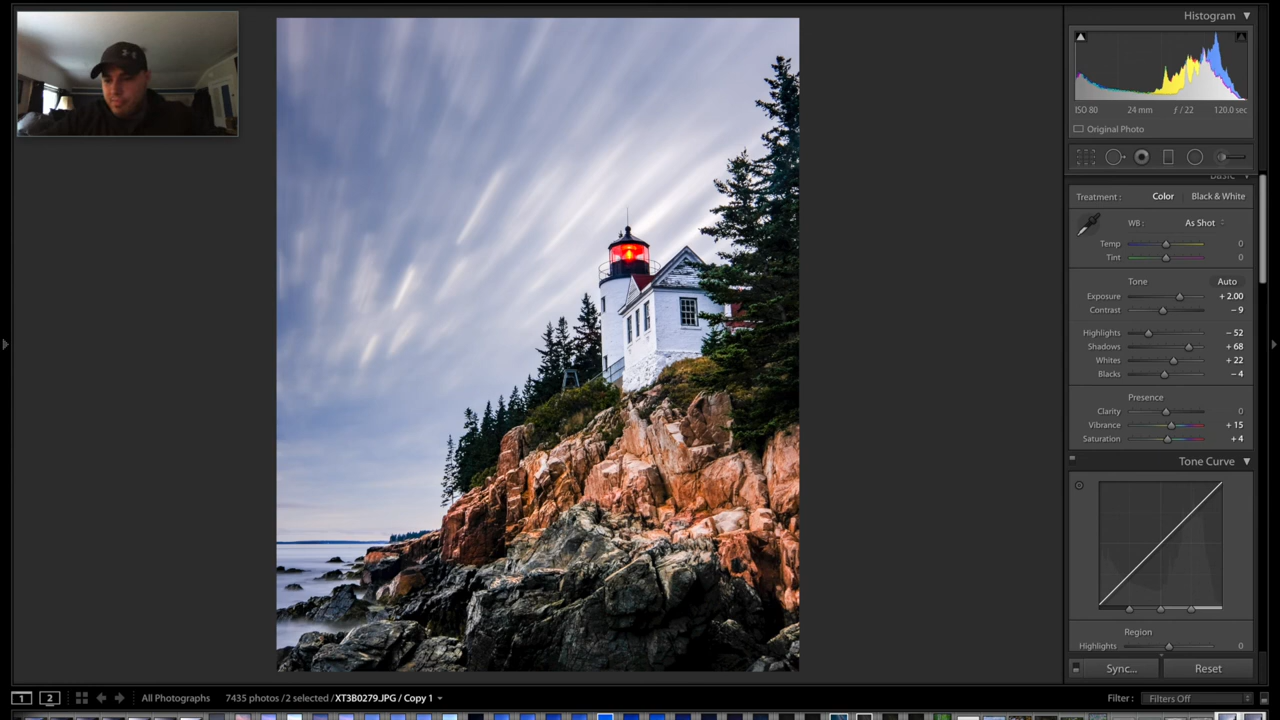 Histogram
ISO 80 24 mm ƒ / 22 120.0 sec
Original Photo
Basic
Treatment : Color Black & White
WB : As Shot
Temp 0
Tint 0
Tone Auto
Exposure + 2.00
Contrast − 9
Highlights − 52
Shadows + 68
Whites + 22
Blacks − 4
Presence
Clarity 0
Vibrance + 15
Saturation + 4
Tone Curve
Region
Highlights 0
Sync... Reset
1 2 All Photographs 7435 photos / 2 selected / XT3B0279.JPG / Copy 1 Filter : Filters Off